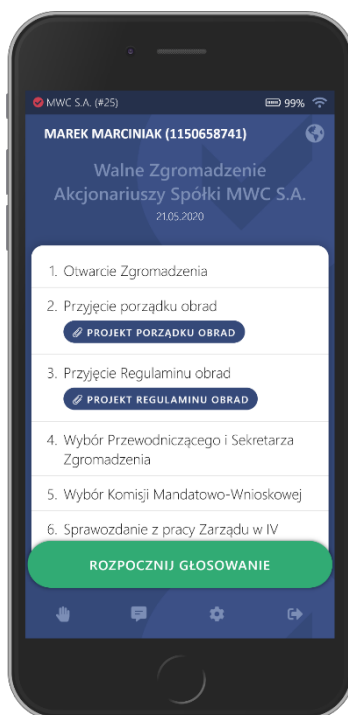 MWC S.A. (#25) 99%
MAREK MARCINIAK (1150658741)
Walne Zgromadzenie
Akcjonariuszy Spółki MWC S.A.
21.05.2020
1. Otwarcie Zgromadzenia
2. Przyjęcie porządku obrad
PROJEKT PORZĄDKU OBRAD
3. Przyjęcie Regulaminu obrad
PROJEKT REGULAMINU OBRAD
4. Wybór Przewodniczącego i Sekretarza
Zgromadzenia
5. Wybór Komisji Mandatowo-Wnioskowej
6. Sprawozdanie z pracy Zarządu w IV
ROZPOCZNIJ GŁOSOWANIE